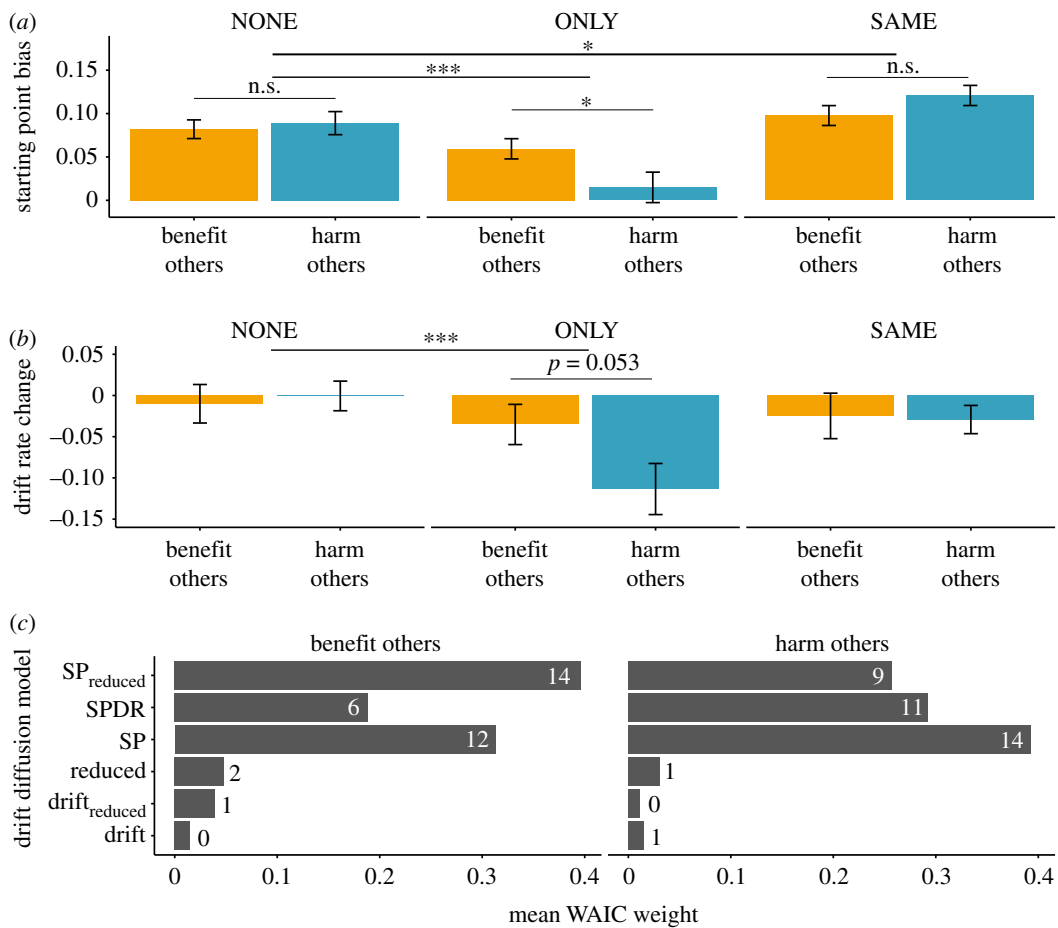 (a)
NONE ONLY SAME
starting point bias
0.15
0.10
0.05
0
*
***
n.s.
*
n.s.
benefit others
harm others
benefit others
harm others
benefit others
harm others
(b)
NONE ONLY SAME
drift rate change
0.05
0
–0.05
–0.10
–0.15
***
p = 0.053
benefit others
harm others
benefit others
harm others
benefit others
harm others
(c)
drift diffusion model
benefit others
harm others
SPreduced 14 9
SPDR 6 11
SP 12 14
reduced 2 1
driftreduced 1 0
drift 0 1
0 0.1 0.2 0.3 0.4 0 0.1 0.2 0.3 0.4
mean WAIC weight